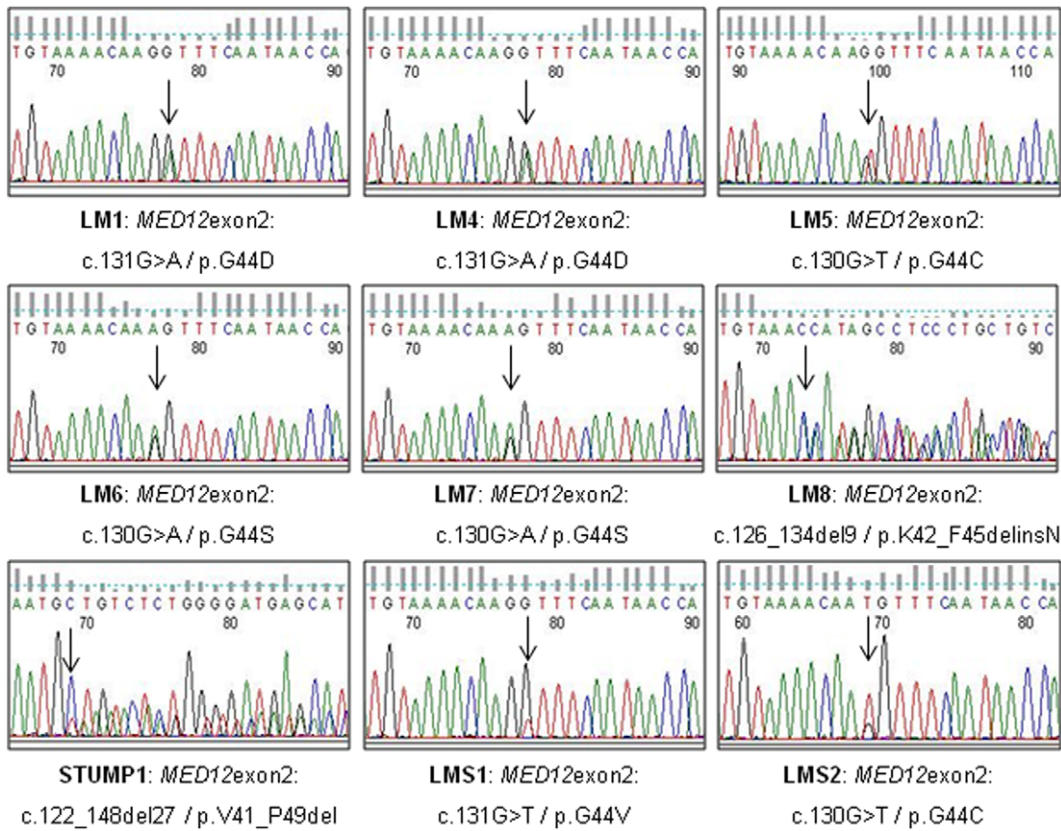 TGTAAAACAAGGTTTCAATAACCA
70 80 90
LM1: MED12exon2:
c.131G>A / p.G44D
TGTAAAACAAGGTTTCAATAACCA
70 80 90
LM4: MED12exon2:
c.131G>A / p.G44D
TGTAAAACAAGGTTTCAATAACCA
90 100 110
LM5: MED12exon2:
c.130G>T / p.G44C
TGTAAAACAAAGTTTCAATAACCA
70 80 90
LM6: MED12exon2:
c.130G>A / p.G44S
TGTAAAACAAAGTTTCAATAACCA
70 80 90
LM7: MED12exon2:
c.130G>A / p.G44S
TGTAAACCATAGCCTCCCTGCTGTC
70 80 90
LM8: MED12exon2:
c.126_134del9 / p.K42_F45delinsN
AATGCTGTCTCTGGGGATGAGCAT
70 80
STUMP1: MED12exon2:
c.122_148del27 / p.V41_P49del
TGTAAAACAAGGTTTCAATAACCA
70 80 90
LMS1: MED12exon2:
c.131G>T / p.G44V
TGTAAAACAATGTTTCAATAACCA
60 70 80
LMS2: MED12exon2:
c.130G>T / p.G44C